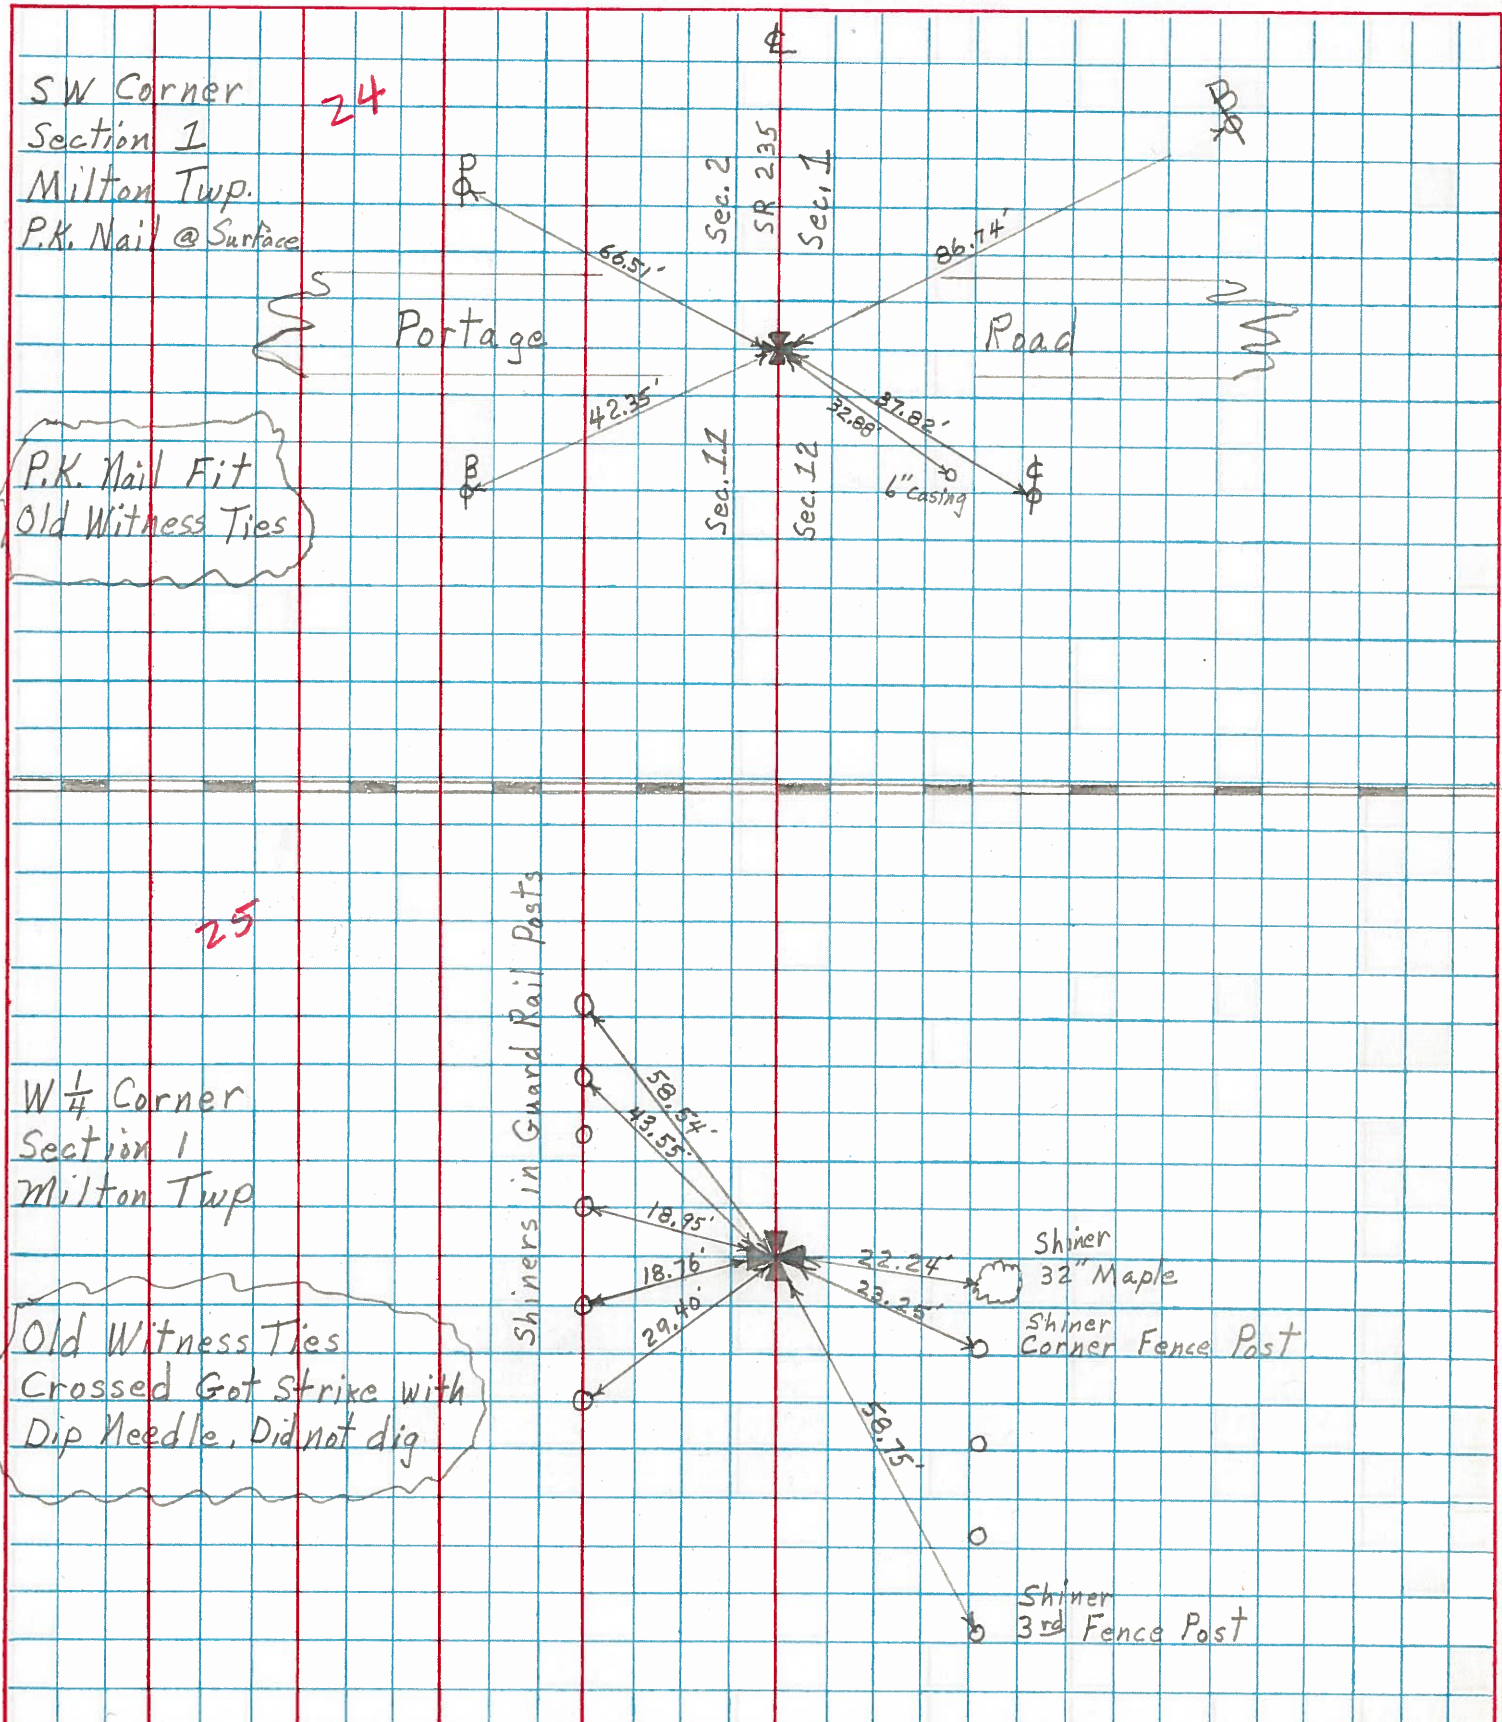 ℄
SW Corner
Section 1
Milton Twp.
P.K. Nail @ Surface
24
P
Sec. 2
SR 235
Sec. 1
66.51'
86.74'
Portage
Road
42.35'
37.82'
32.88'
6" Casing
B
Sec. 11
Sec. 12
P.K. Nail Fit
Old Witness Ties
25
Shiners in Guard Rail Posts
W 1/4 Corner
Section 1
Milton Twp
58.54'
43.55'
18.95'
18.76'
29.40'
22.24'
23.25'
58.75'
Shiner
32" Maple
Shiner
Corner Fence Post
Old Witness Ties
Crossed Got Strike with
Dip Needle, Did not dig
Shiner
3rd Fence Post